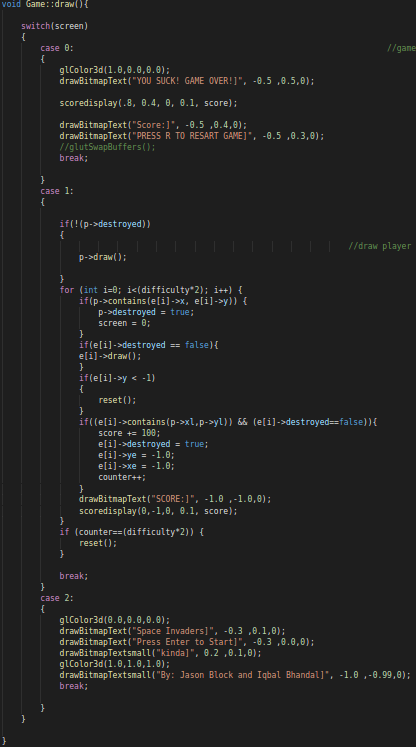 void Game::draw(){
switch(screen)
{
case 0: //game
{
glColor3d(1.0,0.0,0.0);
drawBitmapText("YOU SUCK! GAME OVER!]", -0.5 ,0.5,0);
scoredisplay(.8, 0.4, 0, 0.1, score);
drawBitmapText("Score:]", -0.5 ,0.4,0);
drawBitmapText("PRESS R TO RESART GAME]", -0.5 ,0.3,0);
//glutSwapBuffers();
break;
}
case 1:
{
if(!(p->destroyed))
{
//draw player
p->draw();
}
for (int i=0; i<(difficulty*2); i++) {
if(p->contains(e[i]->x, e[i]->y)) {
p->destroyed = true;
screen = 0;
}
if(e[i]->destroyed == false){
e[i]->draw();
}
if(e[i]->y < -1)
{
reset();
}
if((e[i]->contains(p->xl,p->yl)) && (e[i]->destroyed==false)){
score += 100;
e[i]->destroyed = true;
e[i]->ye = -1.0;
e[i]->xe = -1.0;
counter++;
}
drawBitmapText("SCORE:]", -1.0 ,-1.0,0);
scoredisplay(0,-1,0, 0.1, score);
}
if (counter==(difficulty*2)) {
reset();
}
break;
}
case 2:
{
glColor3d(0.0,0.0,0.0);
drawBitmapText("Space Invaders]", -0.3 ,0.1,0);
drawBitmapText("Press Enter to Start]", -0.3 ,0.0,0);
drawBitmapTextsmall("kinda]", 0.2 ,0.1,0);
glColor3d(1.0,1.0,1.0);
drawBitmapTextsmall("By: Jason Block and Iqbal Bhandal]", -1.0 ,-0.99,0);
break;
}
}
}